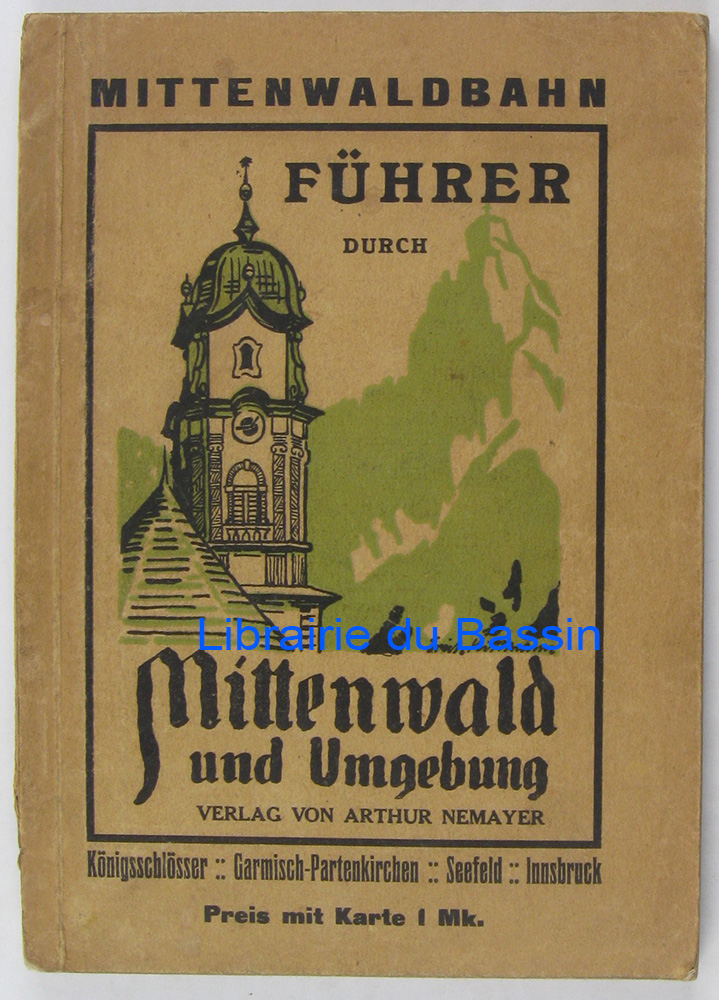 MITTENWALDBAHN
FÜHRER
DURCH
Librairie du Bassin
Mittenwald
und Umgebung
VERLAG VON ARTHUR NEMAYER
Königsschlösser :: Garmisch-Partenkirchen :: Seefeld :: Innsbruck
Preis mit Karte 1 Mk.